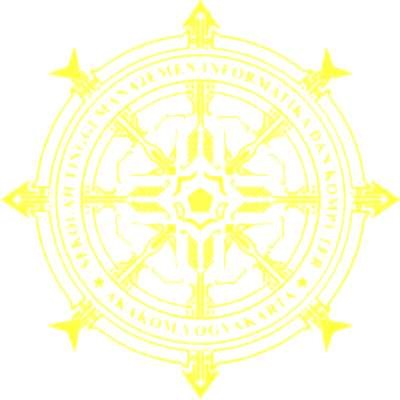 SEKOLAH TINGGI MANAJEMEN INFORMATIKA DAN KOMPUTER
AKAKOM YOGYAKARTA